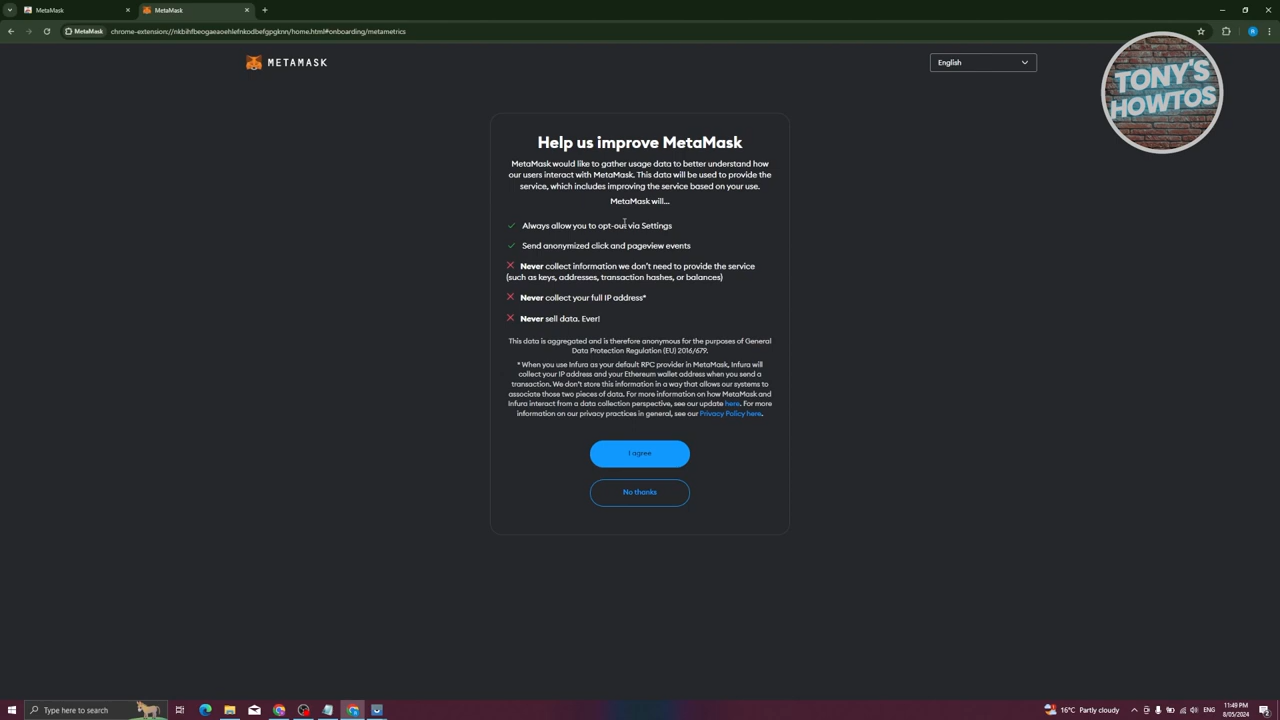 MetaMask
MetaMask
MetaMask
chrome-extension://nkbihfbeogaeaoehlefnkodbefgpgknn/home.html#onboarding/metametrics
R
METAMASK
English
TONY'S
HOWTOS
Help us improve MetaMask
MetaMask would like to gather usage data to better understand how
our users interact with MetaMask. This data will be used to provide the
service, which includes improving the service based on your use.
MetaMask will...
Always allow you to opt-out via Settings
Send anonymized click and pageview events
Never collect information we don't need to provide the service
(such as keys, addresses, transaction hashes, or balances)
Never collect your full IP address*
Never sell data. Ever!
This data is aggregated and is therefore anonymous for the purposes of General
Data Protection Regulation (EU) 2016/679.
* When you use Infura as your default RPC provider in MetaMask, Infura will
collect your IP address and your Ethereum wallet address when you send a
transaction. We don't store this information in a way that allows our systems to
associate those two pieces of data. For more information on how MetaMask and
Infura interact from a data collection perspective, see our update here. For more
information on our privacy practices in general, see our Privacy Policy here.
I agree
No thanks
Type here to search
16°C Partly cloudy
ENG
11:49 PM
8/05/2024